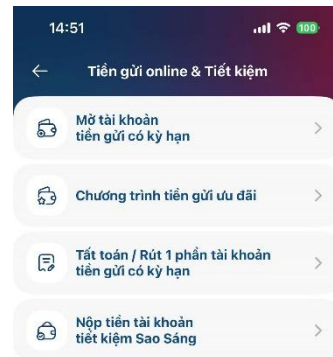 14:51
100
Tiền gửi online & Tiết kiệm
Mở tài khoản
tiền gửi có kỳ hạn
Chương trình tiền gửi ưu đãi
Tất toán / Rút 1 phần tài khoản
tiền gửi có kỳ hạn
Nộp tiền tài khoản
tiết kiệm Sao Sáng